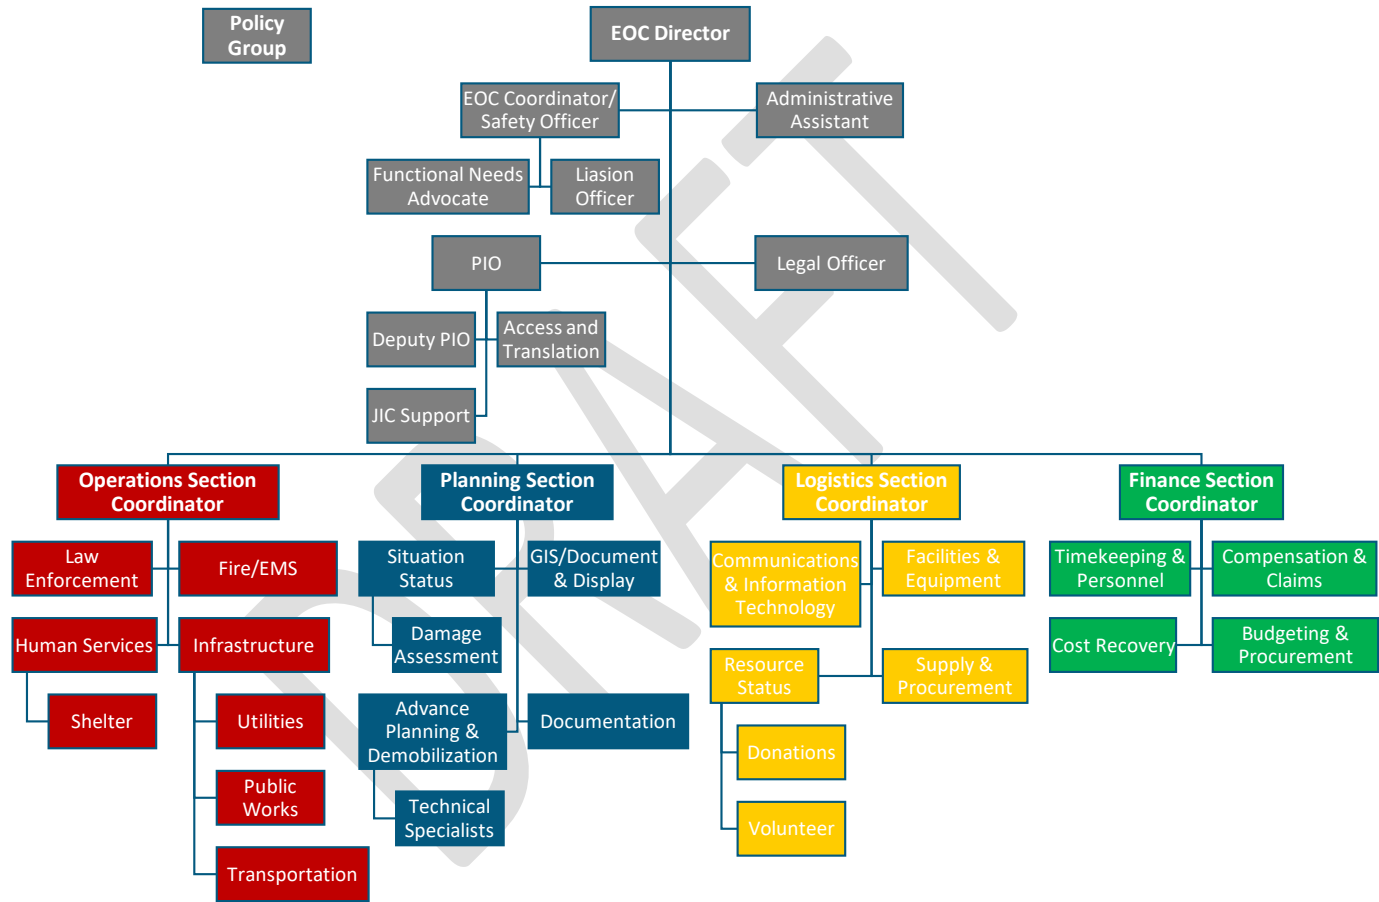 Policy
Group
EOC Director
EOC Coordinator/
Safety Officer
Administrative
Assistant
Functional Needs
Advocate
Liasion
Officer
PIO
Legal Officer
Deputy PIO
Access and
Translation
JIC Support
Operations Section
Coordinator
Planning Section
Coordinator
Logistics Section
Coordinator
Finance Section
Coordinator
Law
Enforcement
Fire/EMS
Human Services
Infrastructure
Shelter
Utilities
Public
Works
Transportation
Situation
Status
GIS/Document
& Display
Damage
Assessment
Advance
Planning &
Demobilization
Documentation
Technical
Specialists
Communications
& Information
Technology
Facilities &
Equipment
Resource
Status
Supply &
Procurement
Donations
Volunteer
Timekeeping &
Personnel
Compensation &
Claims
Cost Recovery
Budgeting &
Procurement
DRAFT